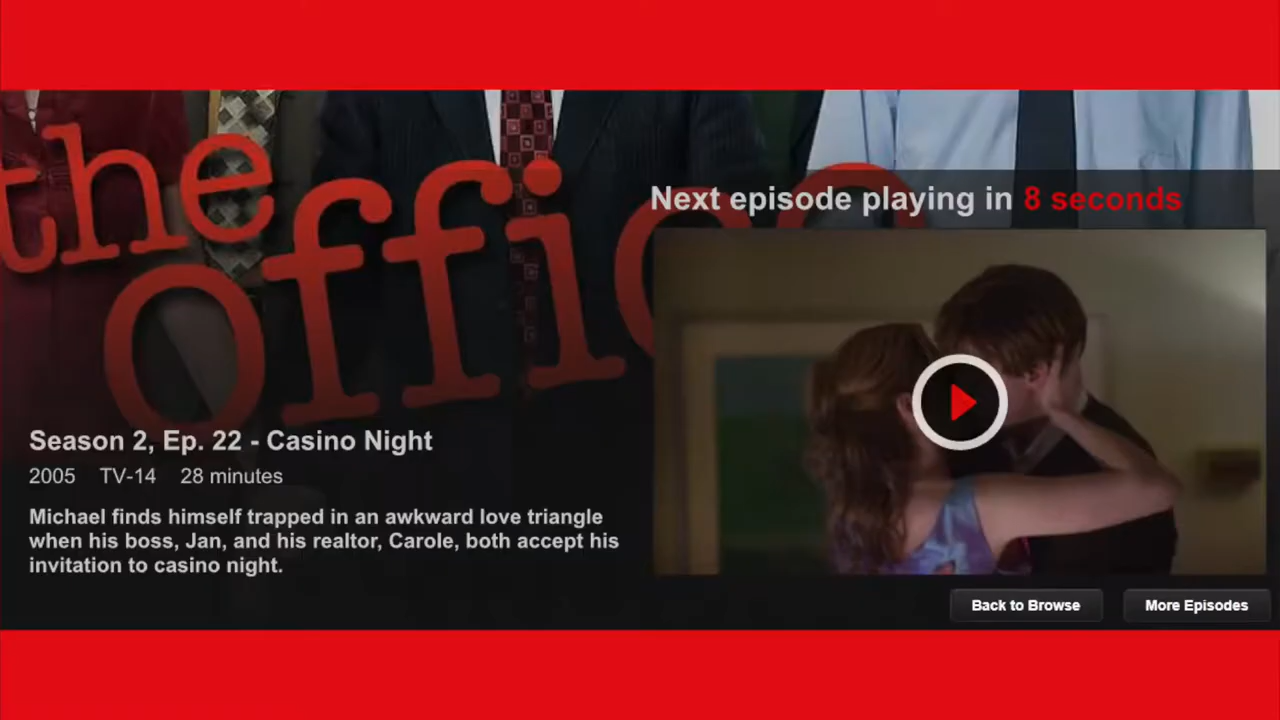 the
office
Next episode playing in 8 seconds
Season 2, Ep. 22 - Casino Night
2005 TV-14 28 minutes
Michael finds himself trapped in an awkward love triangle
when his boss, Jan, and his realtor, Carole, both accept his
invitation to casino night.
Back to Browse More Episodes